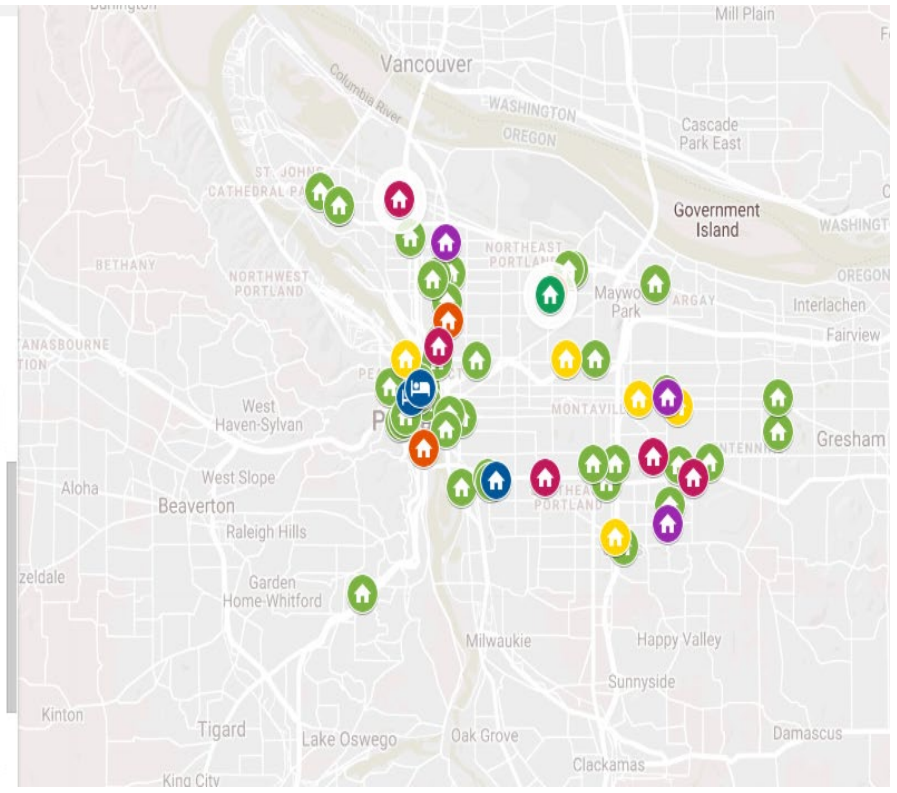 Mill Plain
Vancouver
Columbia River
WASHINGTON
OREGON
Cascade
Park East
ST. JOHNS
CATHEDRAL
Government
Island
BETHANY
NORTHEAST
NORTHWEST
PORTLAND
Maywo
Park
ARGAY
OREGON
Interlachen
Fairview
West
Haven-Sylvan
MONTAVILL
Gresham
West Slope
Aloha
Beaverton
PORTLAND
Raleigh Hills
Garden
Home-Whitford
Milwaukie
Happy Valley
Sunnyside
Kinton
Tigard
Lake Oswego
Oak Grove
Damascus
Clackamas
King City